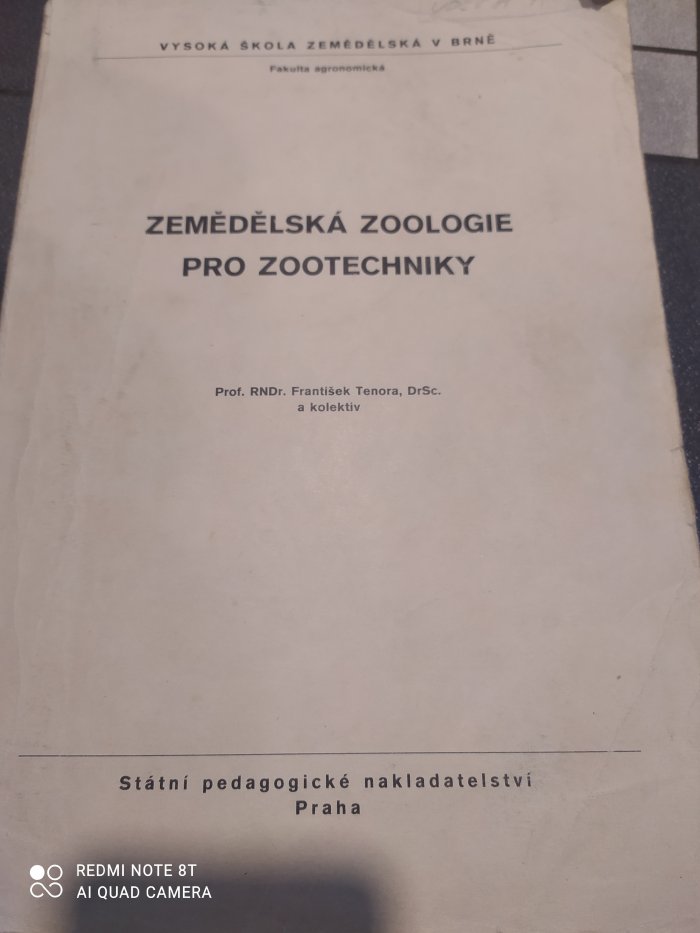 VYSOKÁ ŠKOLA ZEMĚDĚLSKÁ V BRNĚ
Fakulta agronomická
ZEMĚDĚLSKÁ ZOOLOGIE
PRO ZOOTECHNIKY
Prof. RNDr. František Tenora, DrSc.
a kolektiv
Státní pedagogické nakladatelství
Praha
REDMI NOTE 8T
AI QUAD CAMERA